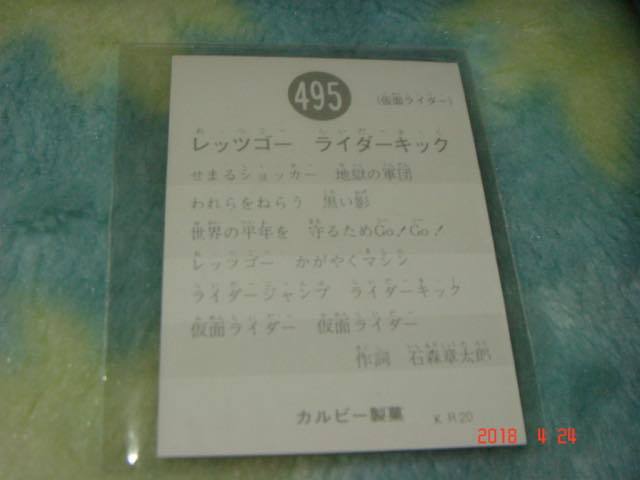 495
(仮面ライダー)
レッツゴー ライダーキック
せまるショッカー 地獄の軍団
われらをねらう 黒い影
世界の平年を 守るためGo!Go!
レッツゴー かがやくマシン
ライダージャンプ ライダーキック
仮面ライダー 仮面ライダー
作詞 石森章太郎
カルビー製菓 K.R20
2018 4 24